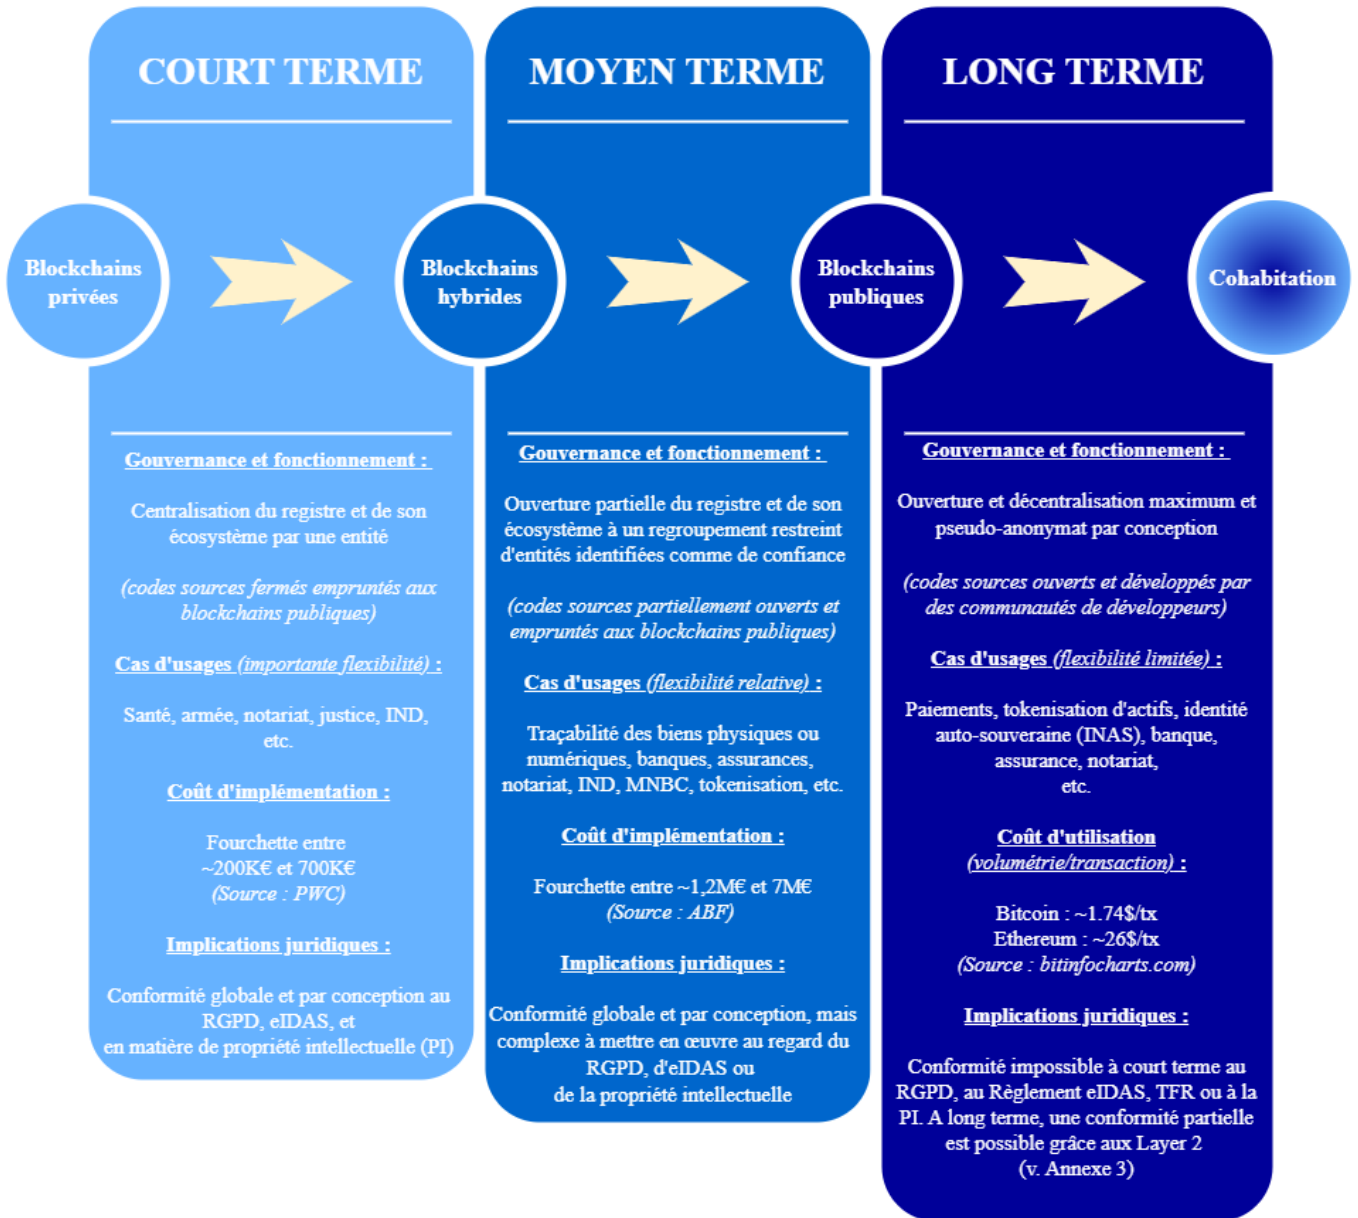 COURT TERME
Blockchains
privées
Gouvernance et fonctionnement :
Centralisation du registre et de son
écosystème par une entité
(codes sources fermés empruntés aux
blockchains publiques)
Cas d'usages (importante flexibilité) :
Santé, armée, notariat, justice, IND,
etc.
Coût d'implémentation :
Fourchette entre
~200K€ et 700K€
(Source : PWC)
Implications juridiques :
Conformité globale et par conception au
RGPD, eIDAS, et
en matière de propriété intellectuelle (PI)
MOYEN TERME
Blockchains
hybrides
Gouvernance et fonctionnement :
Ouverture partielle du registre et de son
écosystème à un regroupement restreint
d'entités identifiées comme de confiance
(codes sources partiellement ouverts et
empruntés aux blockchains publiques)
Cas d'usages (flexibilité relative) :
Traçabilité des biens physiques ou
numériques, banques, assurances,
notariat, IND, MNBC, tokenisation, etc.
Coût d'implémentation :
Fourchette entre ~1,2M€ et 7M€
(Source : ABF)
Implications juridiques :
Conformité globale et par conception, mais
complexe à mettre en œuvre au regard du
RGPD, d'eIDAS ou
de la propriété intellectuelle
LONG TERME
Blockchains
publiques
Cohabitation
Gouvernance et fonctionnement :
Ouverture et décentralisation maximum et
pseudo-anonymat par conception
(codes sources ouverts et développés par
des communautés de développeurs)
Cas d'usages (flexibilité limitée) :
Paiements, tokenisation d'actifs, identité
auto-souveraine (INAS), banque,
assurance, notariat,
etc.
Coût d'utilisation
(volumétrie/transaction) :
Bitcoin : ~1.74$/tx
Ethereum : ~26$/tx
(Source : bitinfocharts.com)
Implications juridiques :
Conformité impossible à court terme au
RGPD, au Règlement eIDAS, TFR ou à la
PI. A long terme, une conformité partielle
est possible grâce aux Layer 2
(v. Annexe 3)